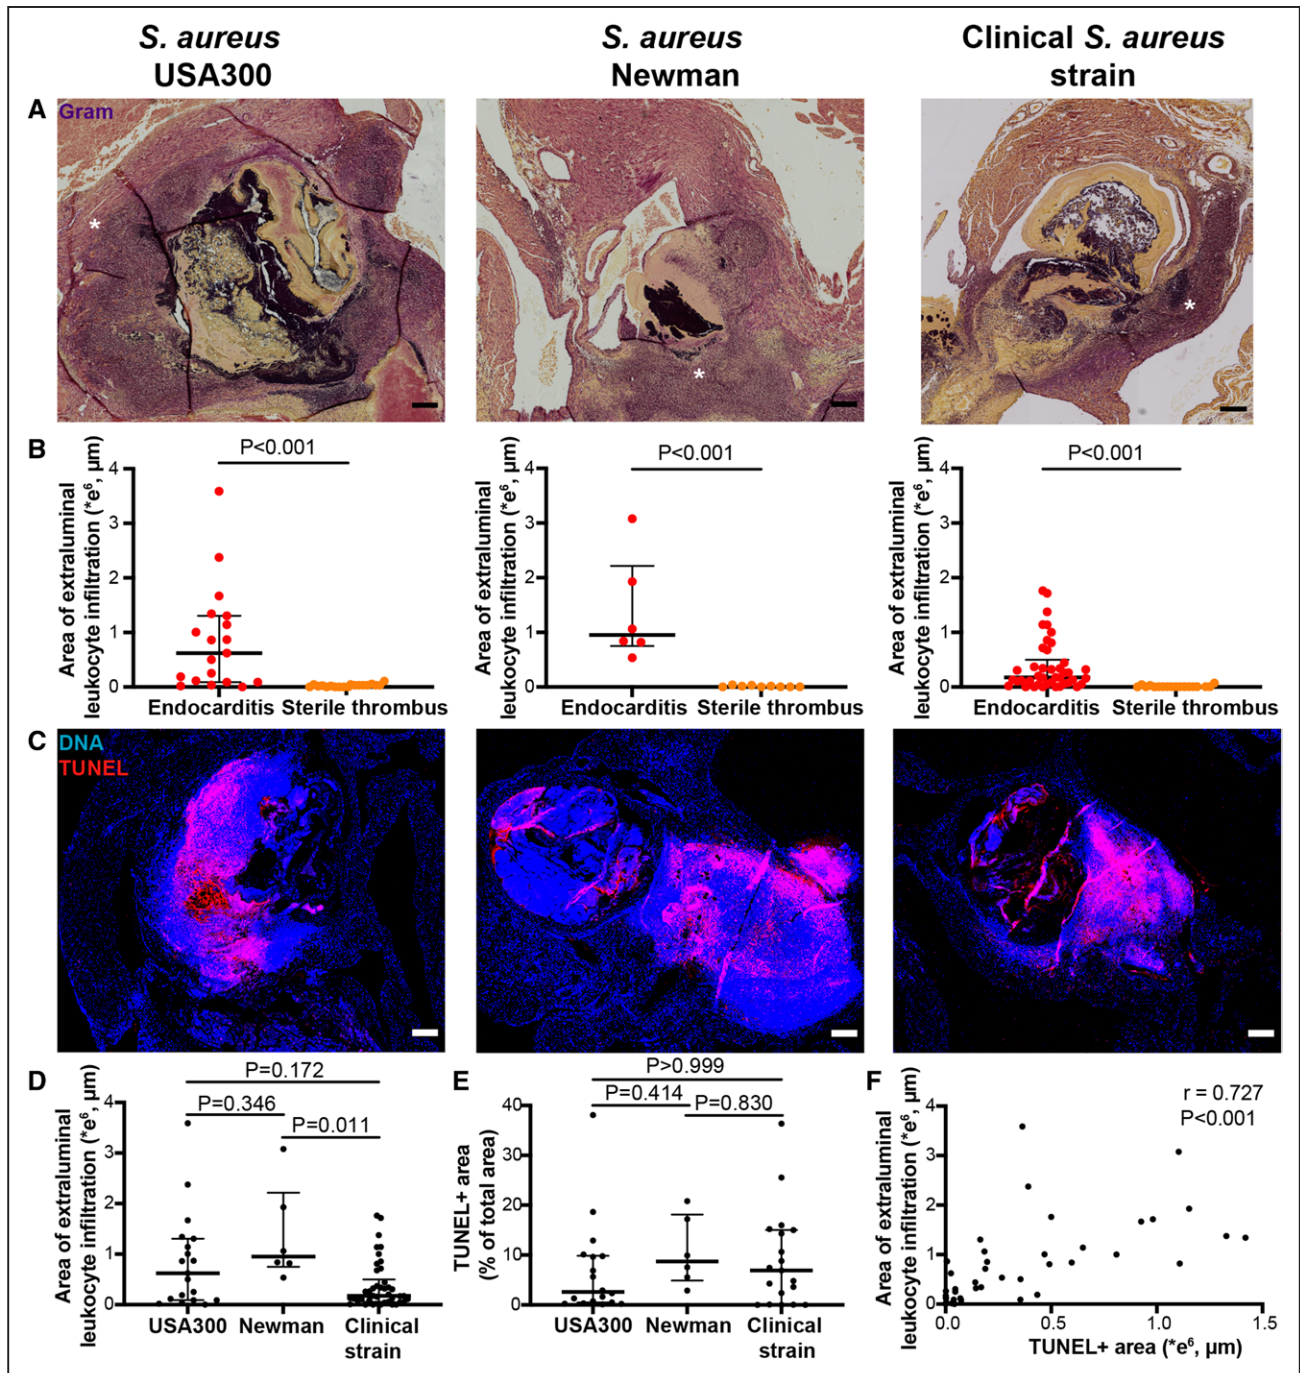 S. aureus
USA300
S. aureus
Newman
Clinical S. aureus
strain
A
Gram
*
*
*
B
P<0.001
Area of extraluminal
leukocyte infiltration (*e⁶, µm)
4
3
2
1
0
Endocarditis Sterile thrombus
P<0.001
Area of extraluminal
leukocyte infiltration (*e⁶, µm)
4
3
2
1
0
Endocarditis Sterile thrombus
P<0.001
Area of extraluminal
leukocyte infiltration (*e⁶, µm)
4
3
2
1
0
Endocarditis Sterile thrombus
C
DNA
TUNEL
D
P=0.172
P=0.346
P=0.011
Area of extraluminal
leukocyte infiltration (*e⁶, µm)
4
3
2
1
0
USA300 Newman Clinical
strain
E
P>0.999
P=0.414
P=0.830
TUNEL+ area
(% of total area)
40
30
20
10
0
USA300 Newman Clinical
strain
F
r = 0.727
P<0.001
Area of extraluminal
leukocyte infiltration (*e⁶, µm)
4
3
2
1
0
0.0 0.5 1.0 1.5
TUNEL+ area (*e⁶, µm)